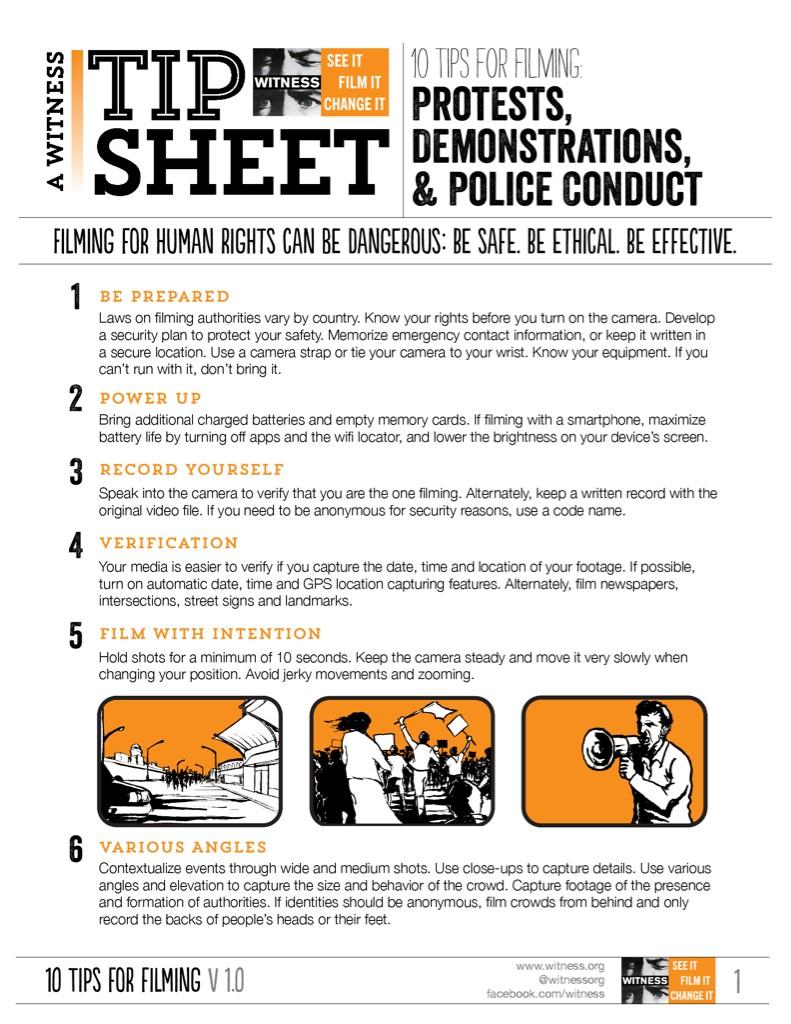 A WITNESS
TIP
SHEET
WITNESS
SEE IT
FILM IT
CHANGE IT
10 TIPS FOR FILMING:
PROTESTS,
DEMONSTRATIONS,
& POLICE CONDUCT
FILMING FOR HUMAN RIGHTS CAN BE DANGEROUS: BE SAFE. BE ETHICAL. BE EFFECTIVE.
1 BE PREPARED
Laws on filming authorities vary by country. Know your rights before you turn on the camera. Develop
a security plan to protect your safety. Memorize emergency contact information, or keep it written in
a secure location. Use a camera strap or tie your camera to your wrist. Know your equipment. If you
can't run with it, don't bring it.
2 POWER UP
Bring additional charged batteries and empty memory cards. If filming with a smartphone, maximize
battery life by turning off apps and the wifi locator, and lower the brightness on your device's screen.
3 RECORD YOURSELF
Speak into the camera to verify that you are the one filming. Alternately, keep a written record with the
original video file. If you need to be anonymous for security reasons, use a code name.
4 VERIFICATION
Your media is easier to verify if you capture the date, time and location of your footage. If possible,
turn on automatic date, time and GPS location capturing features. Alternately, film newspapers,
intersections, street signs and landmarks.
5 FILM WITH INTENTION
Hold shots for a minimum of 10 seconds. Keep the camera steady and move it very slowly when
changing your position. Avoid jerky movements and zooming.
6 VARIOUS ANGLES
Contextualize events through wide and medium shots. Use close-ups to capture details. Use various
angles and elevation to capture the size and behavior of the crowd. Capture footage of the presence
and formation of authorities. If identities should be anonymous, film crowds from behind and only
record the backs of people's heads or their feet.
10 TIPS FOR FILMING V 1.0
www.witness.org
@witnessorg
facebook.com/witness
WITNESS
SEE IT
FILM IT
CHANGE IT
1